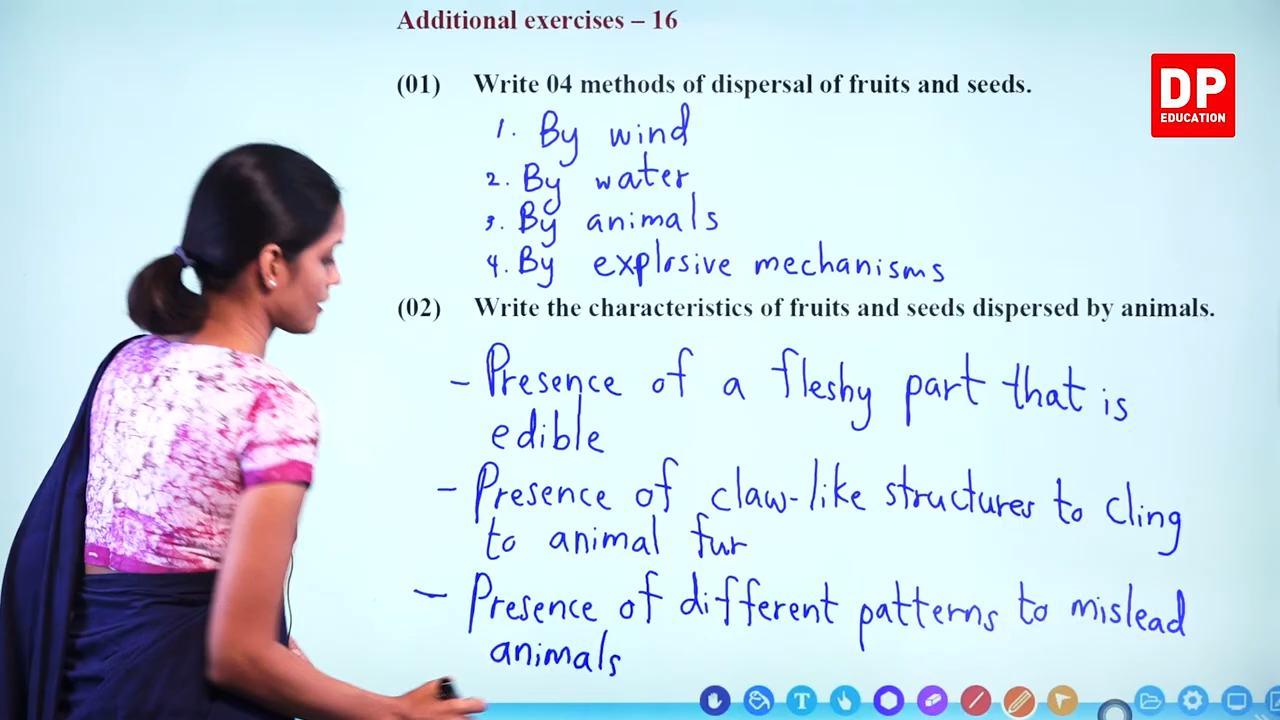 Additional exercises – 16
DP
EDUCATION
(01) Write 04 methods of dispersal of fruits and seeds.
1. By wind
2. By water
3. By animals
4. By explosive mechanisms
(02) Write the characteristics of fruits and seeds dispersed by animals.
– Presence of a fleshy part that is
edible
– Presence of claw-like structures to cling
to animal fur
– Presence of different patterns to mislead
animals